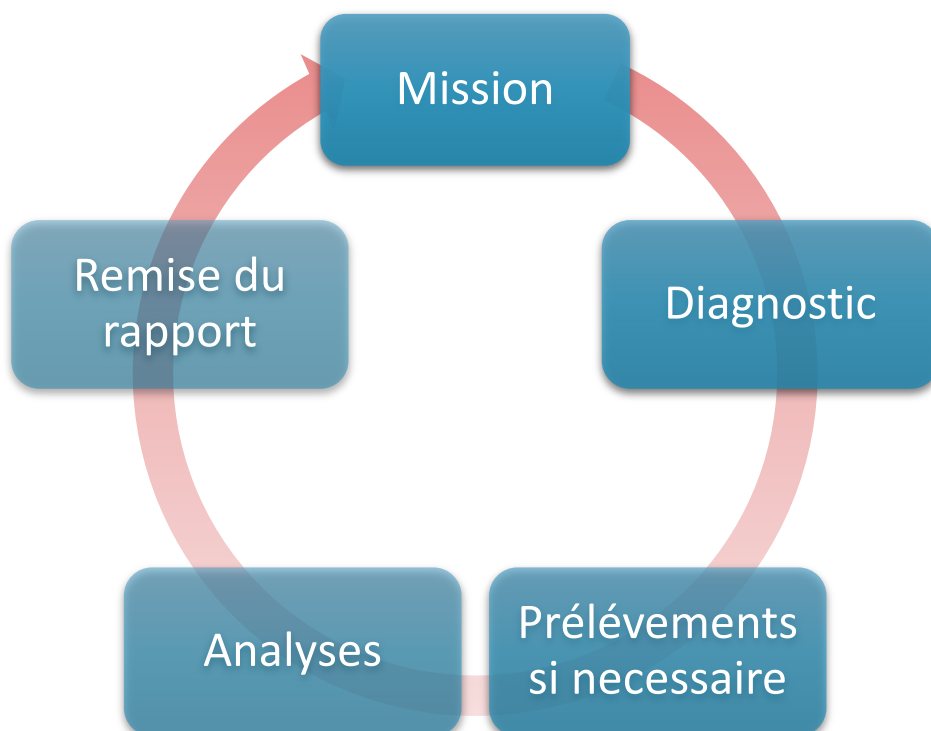 Mission
Diagnostic
Prélévements
si necessaire
Analyses
Remise du
rapport